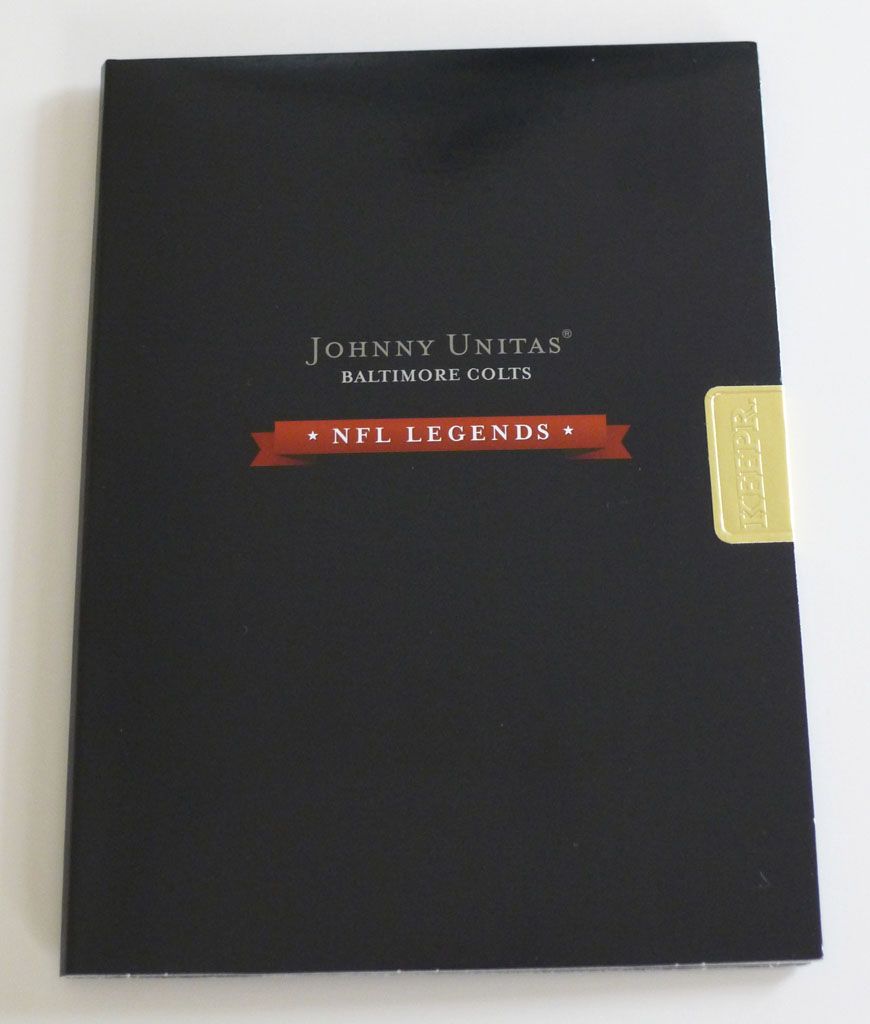 JOHNNY UNITAS®
BALTIMORE COLTS
★ NFL LEGENDS ★
KEEPR.